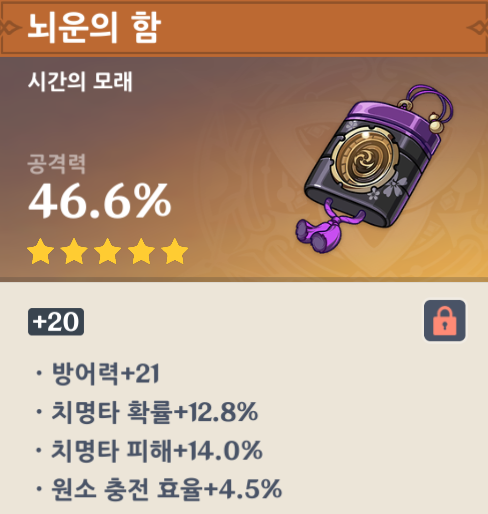 뇌운의 함
시간의 모래
공격력
46.6%
+20
· 방어력+21
· 치명타 확률+12.8%
· 치명타 피해+14.0%
· 원소 충전 효율+4.5%